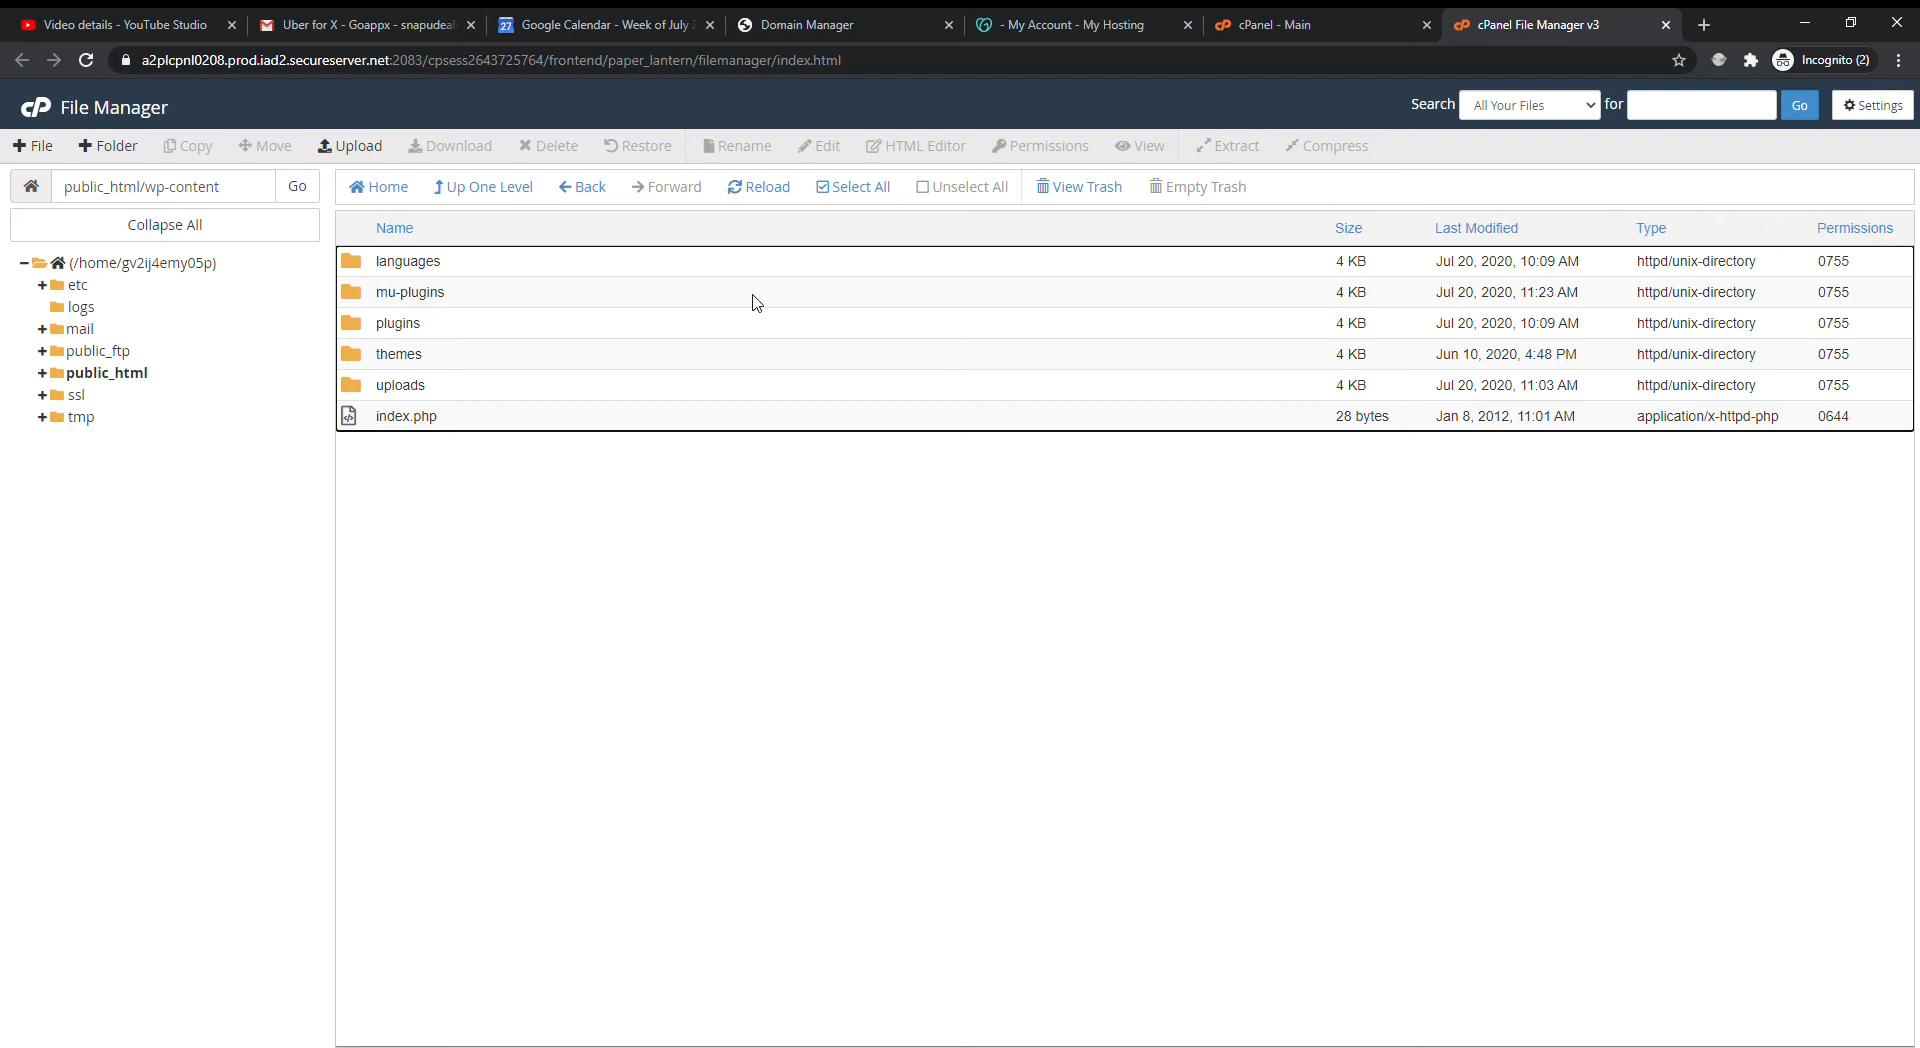 Video details - YouTube Studio
Uber for X - Goappx - snapudeal
Google Calendar - Week of July 2
Domain Manager
- My Account - My Hosting
cPanel - Main
cPanel File Manager v3
a2plcpnl0208.prod.iad2.secureserver.net:2083/cpsess2643725764/frontend/paper_lantern/filemanager/index.html
Incognito (2)
cP File Manager
Search All Your Files for Go Settings
File Folder Copy Move Upload Download Delete Restore Rename Edit HTML Editor Permissions View Extract Compress
public_html/wp-content Go
Home Up One Level Back Forward Reload Select All Unselect All View Trash Empty Trash
Collapse All
(/home/gv2ij4emy05p)
etc
logs
mail
public_ftp
public_html
ssl
tmp
Name Size Last Modified Type Permissions
languages 4 KB Jul 20, 2020, 10:09 AM httpd/unix-directory 0755
mu-plugins 4 KB Jul 20, 2020, 11:23 AM httpd/unix-directory 0755
plugins 4 KB Jul 20, 2020, 10:09 AM httpd/unix-directory 0755
themes 4 KB Jun 10, 2020, 4:48 PM httpd/unix-directory 0755
uploads 4 KB Jul 20, 2020, 11:03 AM httpd/unix-directory 0755
index.php 28 bytes Jan 8, 2012, 11:01 AM application/x-httpd-php 0644